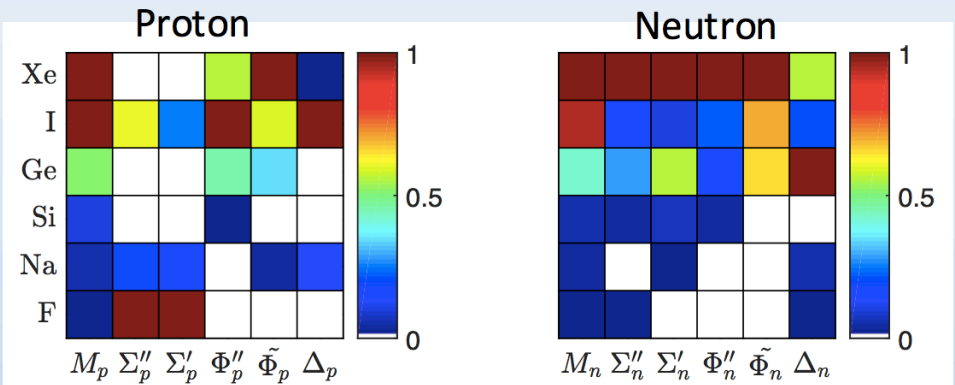 Proton
Neutron
Xe
I
Ge
Si
Na
F
1
0.5
0
1
0.5
0
M_p Σ''_p Σ'_p Φ''_p Φ̃_p Δ_p
M_n Σ''_n Σ'_n Φ''_n Φ̃_n Δ_n